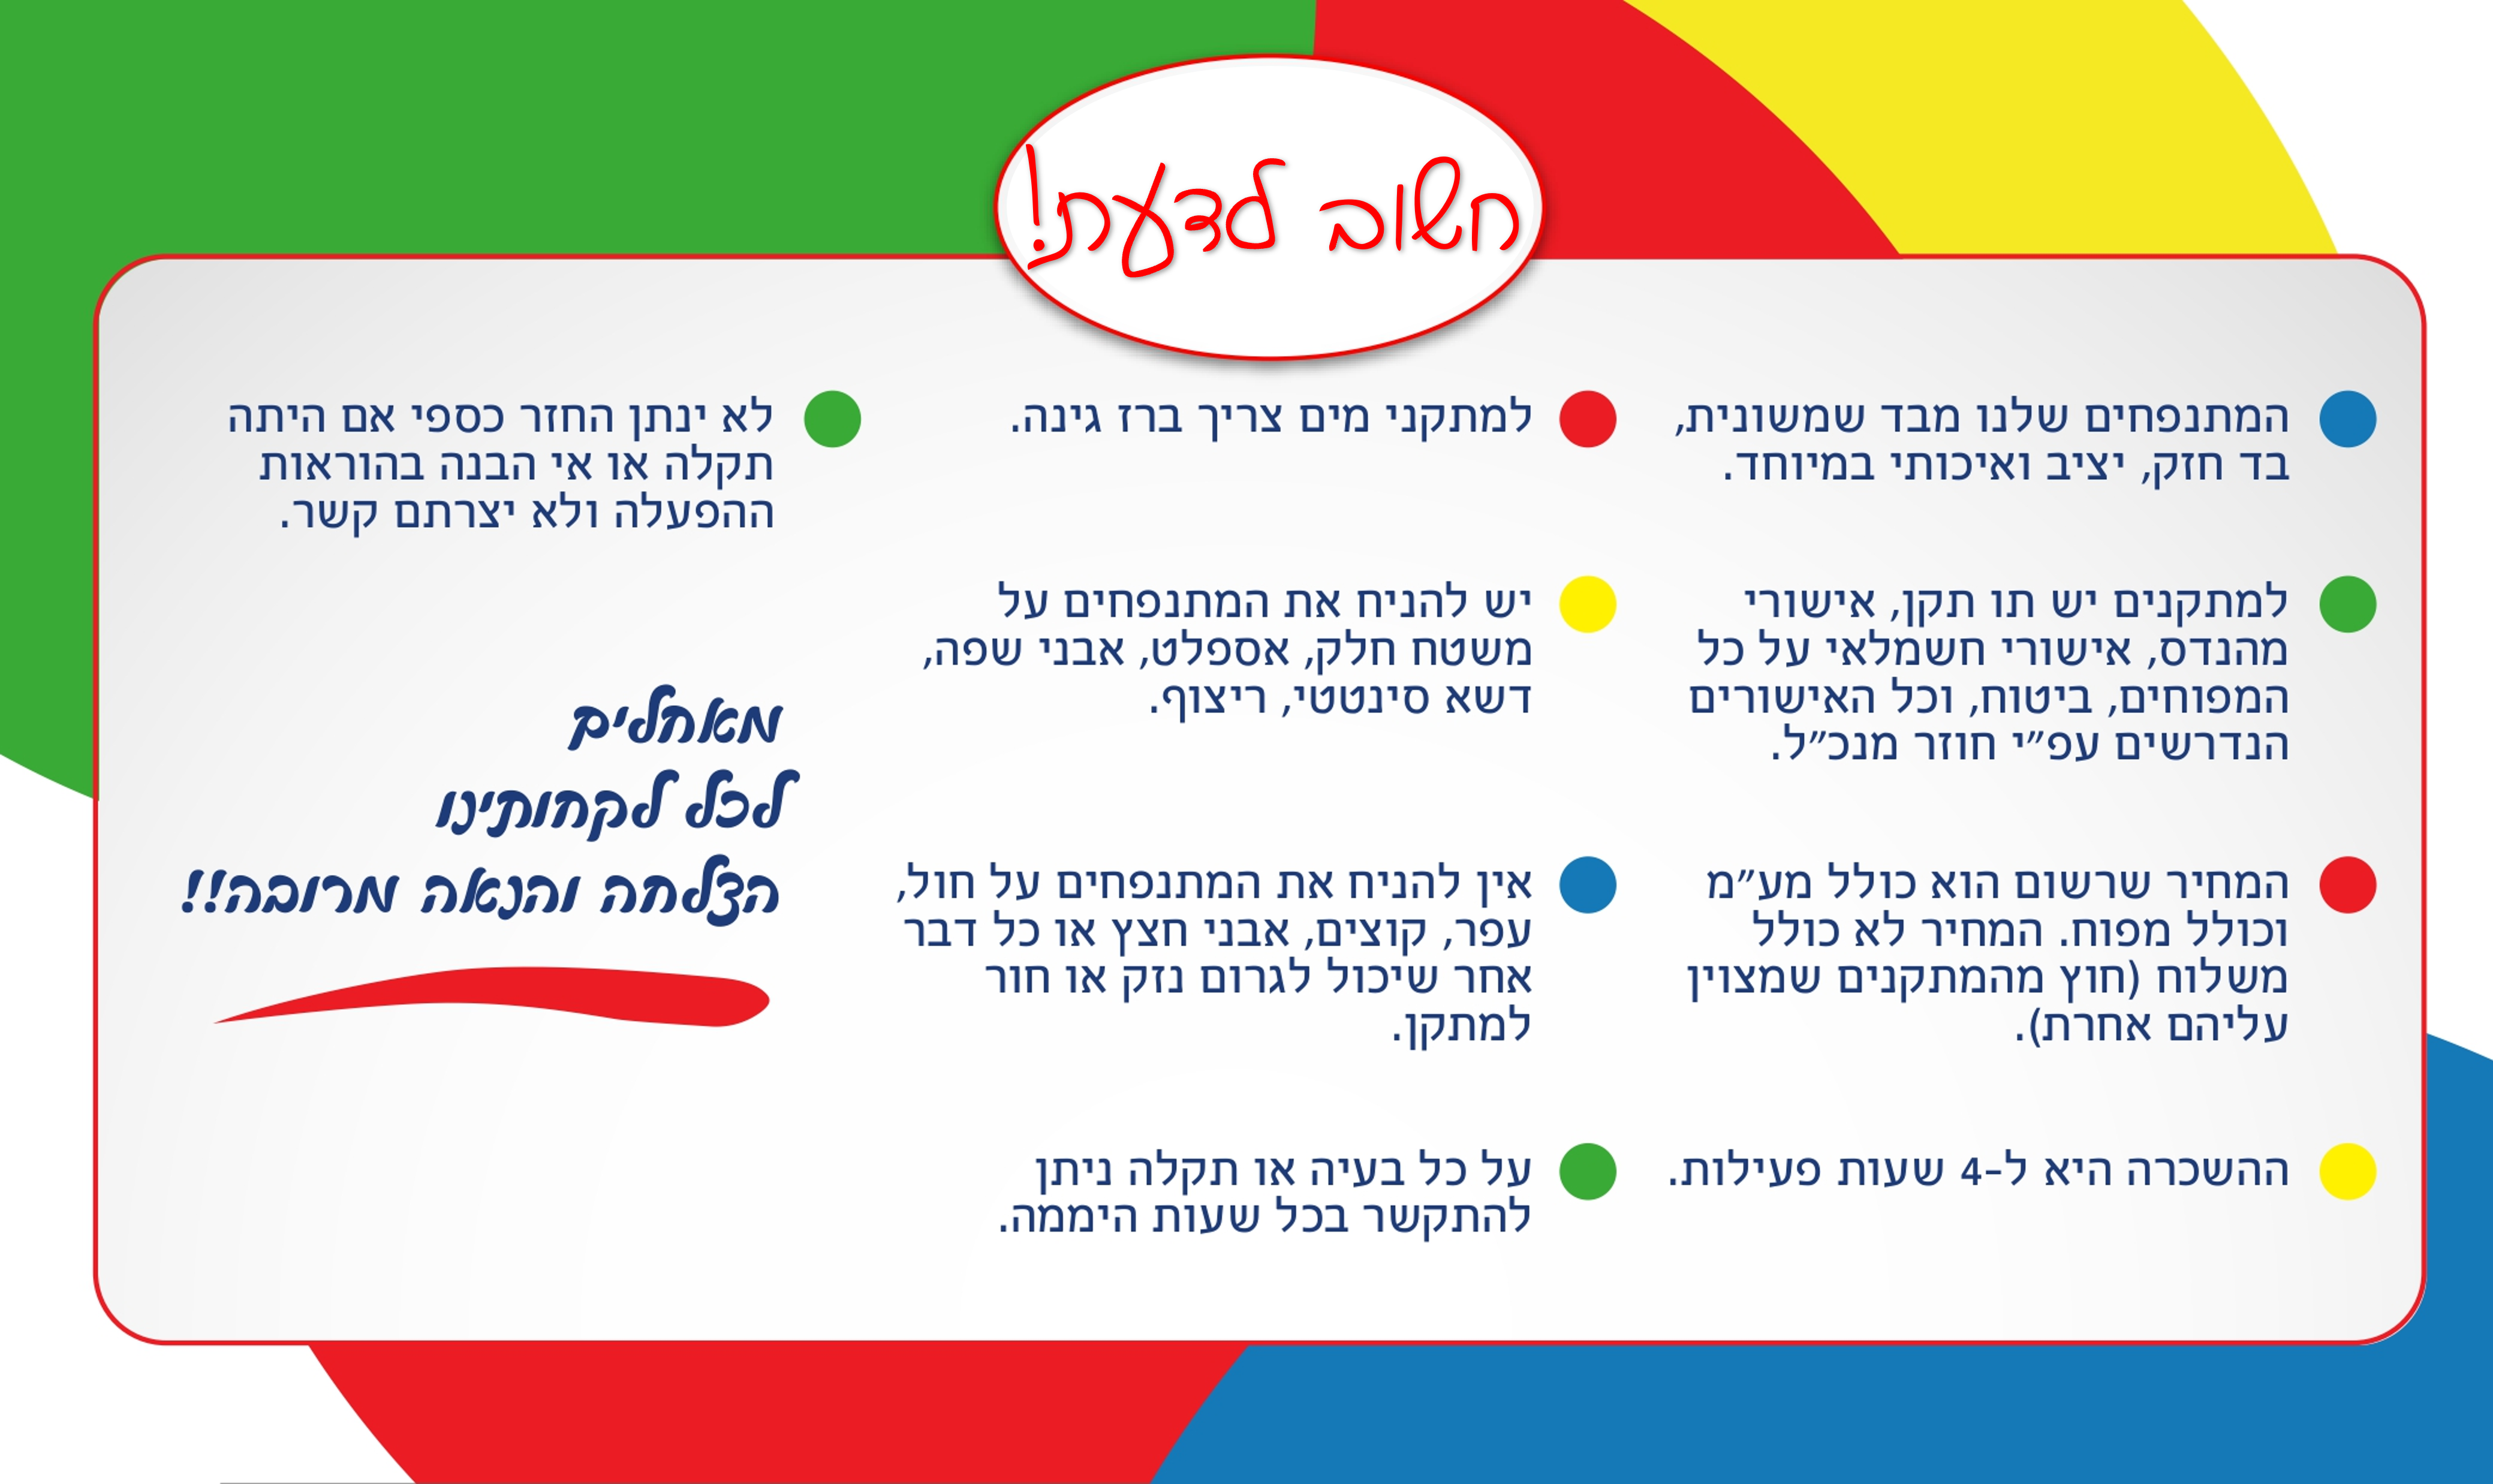 חשוב לדעת!
המתנפחים שלנו מבד שמשונית,
בד חזק, יציב ואיכותי במיוחד.
למתקנים יש תו תקן, אישורי
מהנדס, אישורי חשמלאי על כל
המפוחים, ביטוח, וכל האישורים
הנדרשים עפ״י חוזר מנכ״ל.
המחיר שרשום הוא כולל מע״מ
וכולל מפוח. המחיר לא כולל
משלוח (חוץ מהמתקנים שמצוין
עליהם אחרת).
ההשכרה היא ל-4 שעות פעילות.
למתקני מים צריך ברז גינה.
יש להניח את המתנפחים על
משטח חלק, אספלט, אבני שפה,
דשא סינטטי, ריצוף.
אין להניח את המתנפחים על חול,
עפר, קוצים, אבני חצץ או כל דבר
אחר שיכול לגרום נזק או חור
למתקן.
על כל בעיה או תקלה ניתן
להתקשר בכל שעות היממה.
לא ינתן החזר כספי אם היתה
תקלה או אי הבנה בהוראות
ההפעלה ולא יצרתם קשר.
מאחלים
לכל לקחותינו
הצלחה והנאה מרובה!!